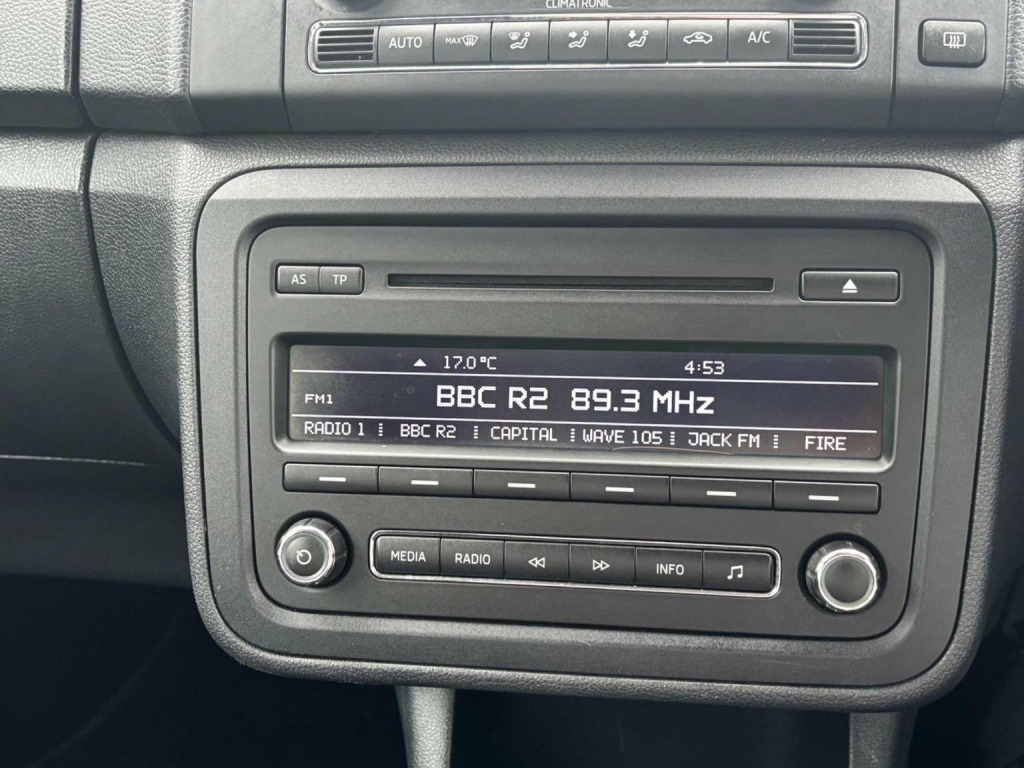 CLIMATRONIC
AUTO MAX A/C
AS TP
17.0°C 4:53
FM1 BBC R2 89.3 MHz
RADIO 1 BBC R2 CAPITAL WAVE 105 JACK FM FIRE
MEDIA RADIO INFO